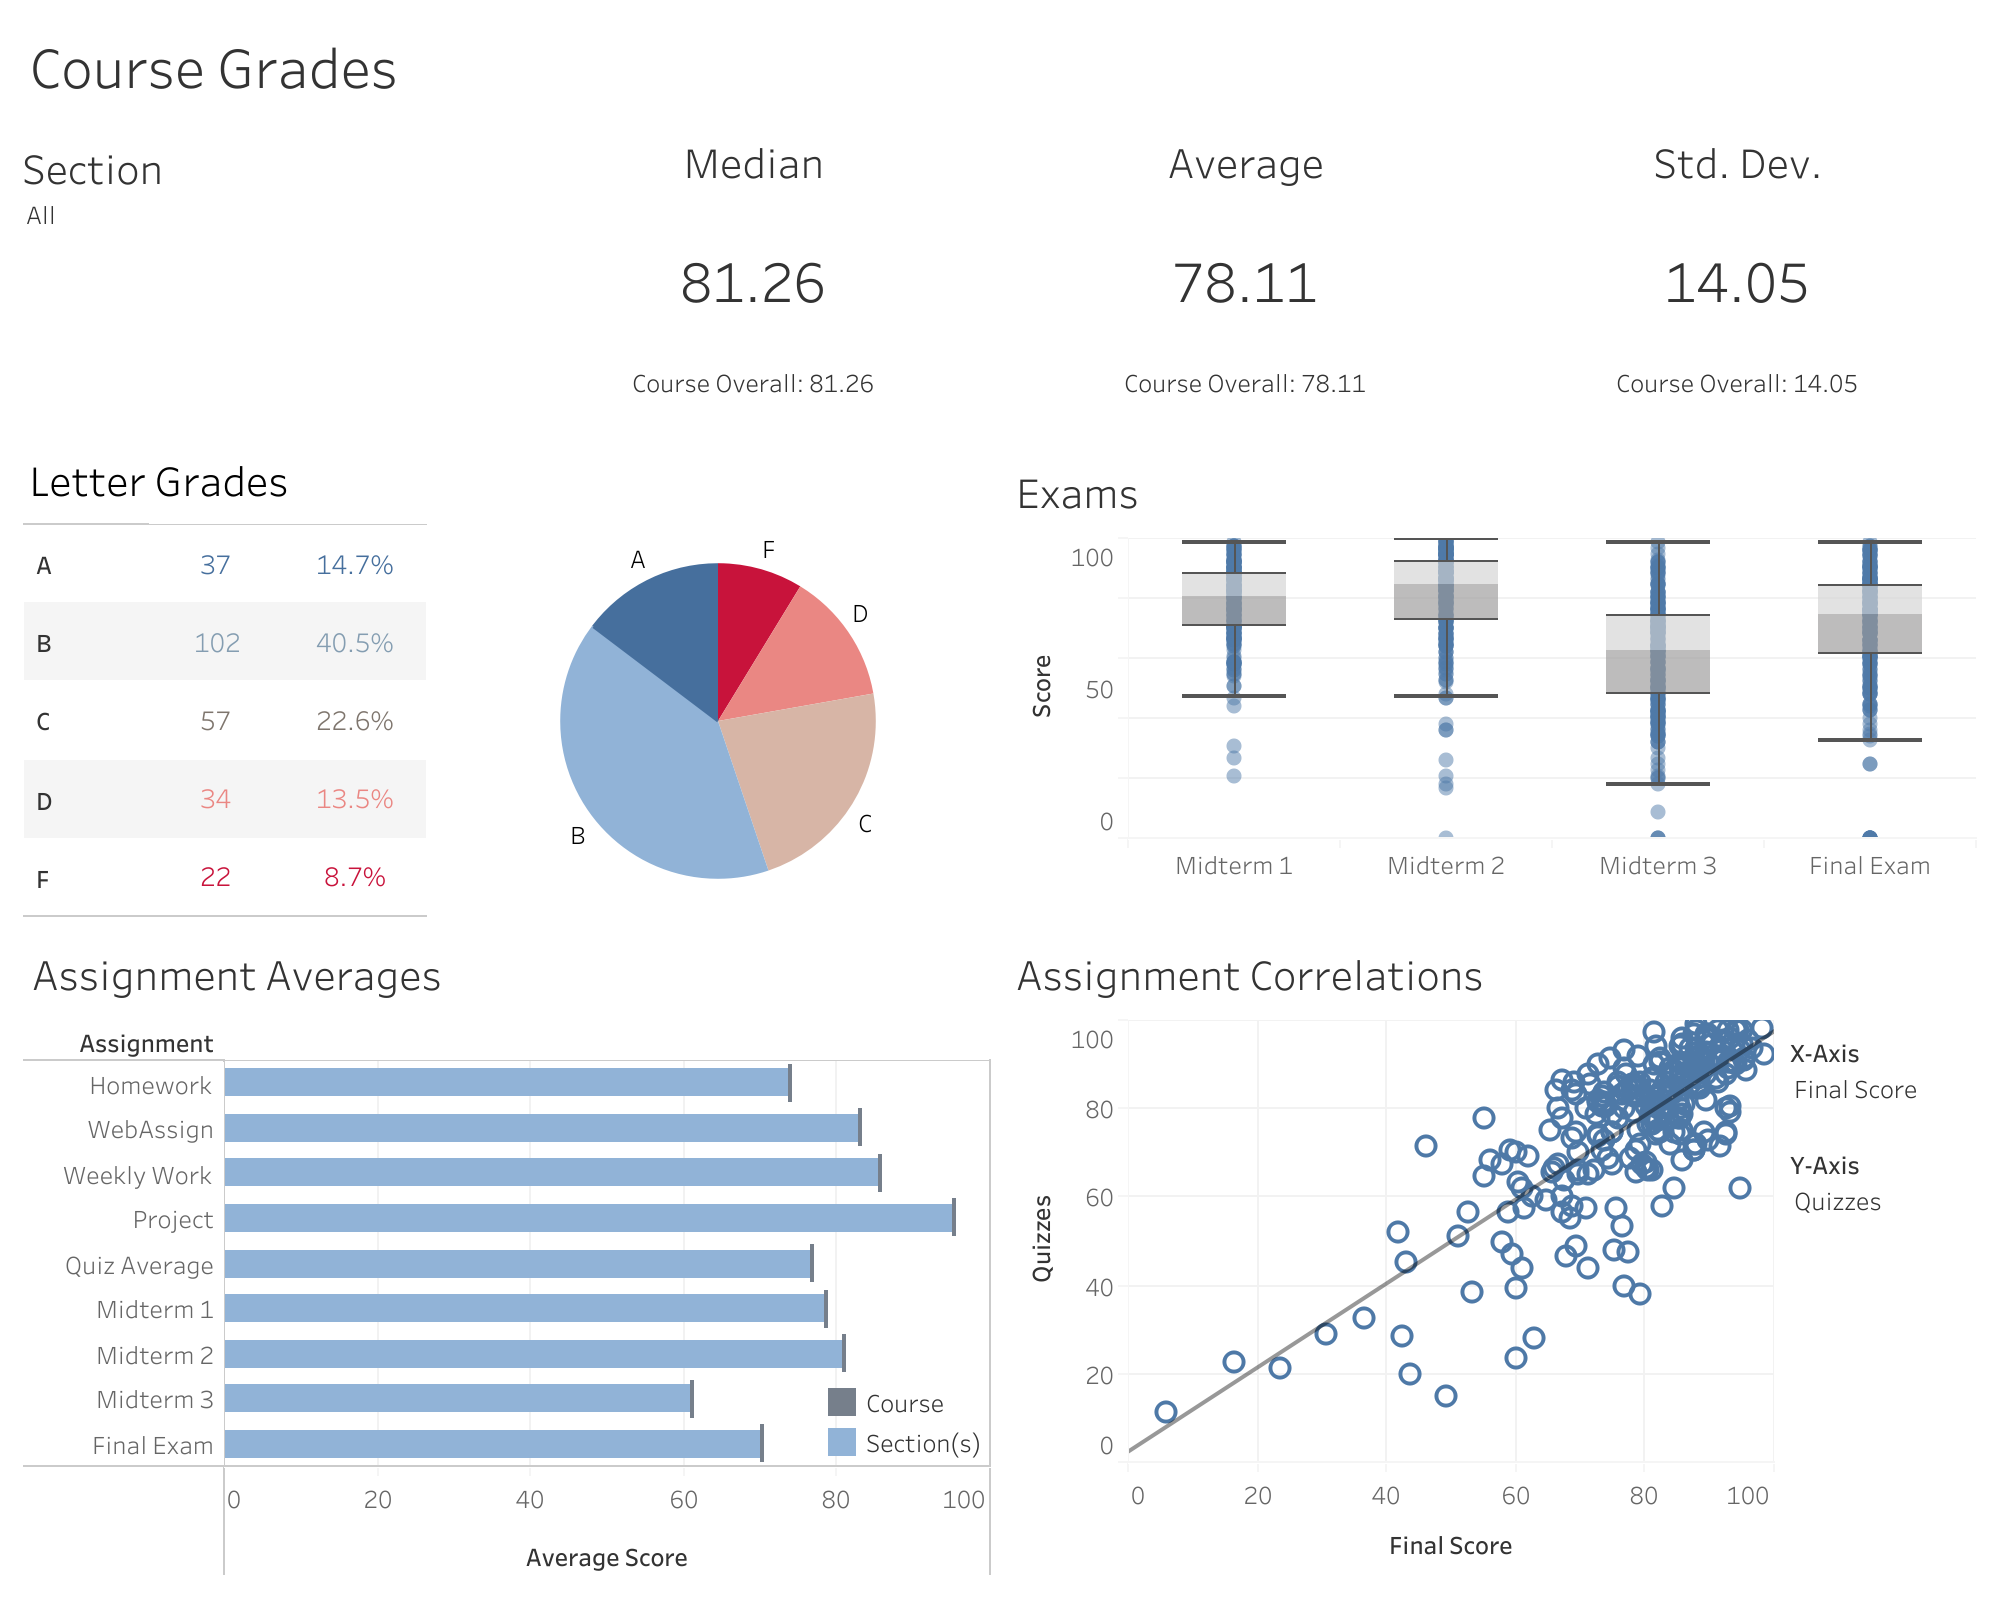 Course Grades
Section
All
Median
81.26
Course Overall: 81.26
Average
78.11
Course Overall: 78.11
Std. Dev.
14.05
Course Overall: 14.05
Letter Grades
A 37 14.7%
B 102 40.5%
C 57 22.6%
D 34 13.5%
F 22 8.7%
A
F
D
C
B
Exams
Score
100
50
0
Midterm 1 Midterm 2 Midterm 3 Final Exam
Assignment Averages
Assignment
Homework
WebAssign
Weekly Work
Project
Quiz Average
Midterm 1
Midterm 2
Midterm 3
Final Exam
Course
Section(s)
0 20 40 60 80 100
Average Score
Assignment Correlations
Quizzes
100
80
60
40
20
0
0 20 40 60 80 100
Final Score
X-Axis
Final Score
Y-Axis
Quizzes